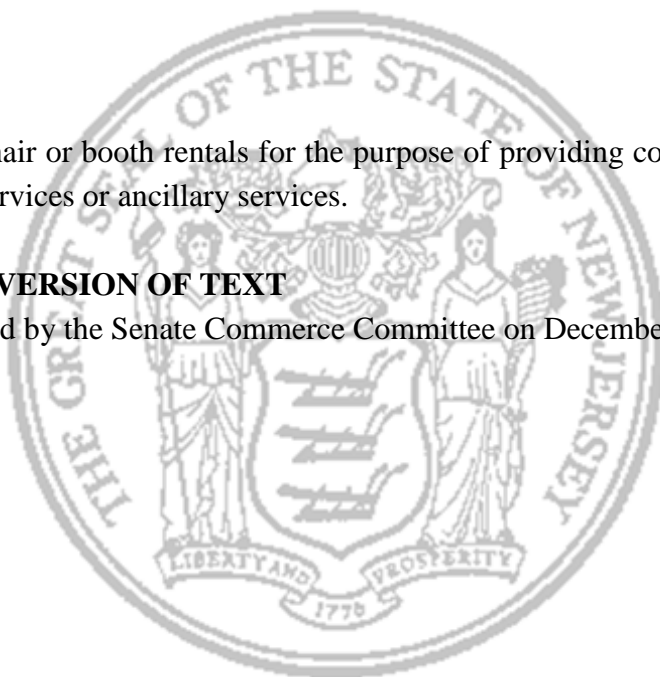 hair or booth rentals for the purpose of providing co
ervices or ancillary services.
VERSION OF TEXT
d by the Senate Commerce Committee on Decembe
THE GREAT SEAL OF THE STATE OF NEW JERSEY
LIBERTY AND PROSPERITY
1776